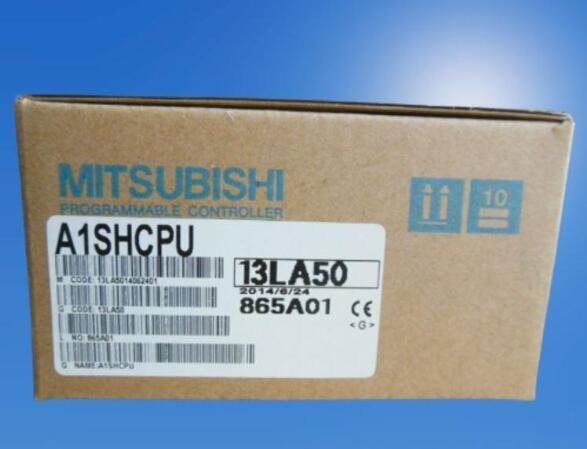 MITSUBISHI
PROGRAMMABLE CONTROLLER
10
A1SHCPU
13LA50
2014/6/24
865A01 CE
<G>
M CODE: 13LA5014062401
G CODE: 13LA50
L NO: 865A01
G NAME:A1SHCPU